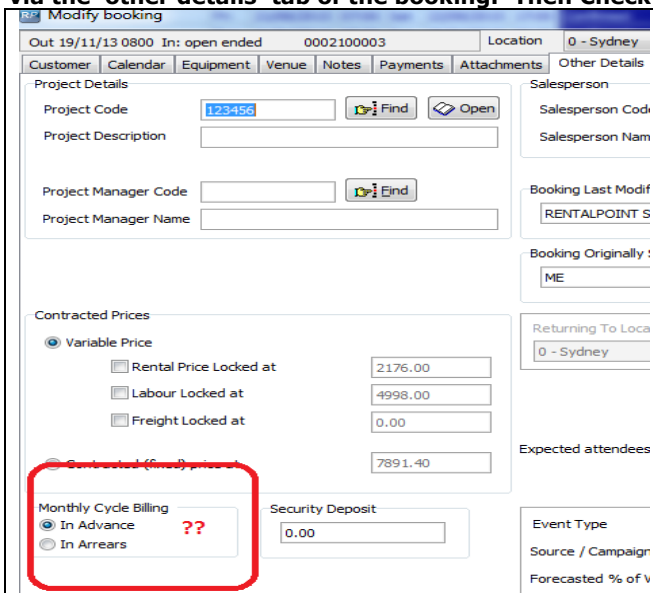 via the 'other details' tab of the booking. Then Check
Modify booking
Out 19/11/13 0800 In: open ended 0002100003 Location 0 - Sydney
Customer Calendar Equipment Venue Notes Payments Attachments Other Details
Project Details Salesperson
Project Code 123456 Find Open Salesperson Code
Project Description Salesperson Nam
Project Manager Code Find Booking Last Modif
Project Manager Name RENTALPOINT S
Booking Originally
ME
Contracted Prices Returning To Loca
Variable Price 0 - Sydney
Rental Price Locked at 2176.00
Labour Locked at 4998.00
Freight Locked at 0.00
Expected attendees
Contracted (fixed) price at 7891.40
Monthly Cycle Billing Security Deposit
In Advance ?? 0.00 Event Type
In Arrears Source / Campaign
Forecasted % of W